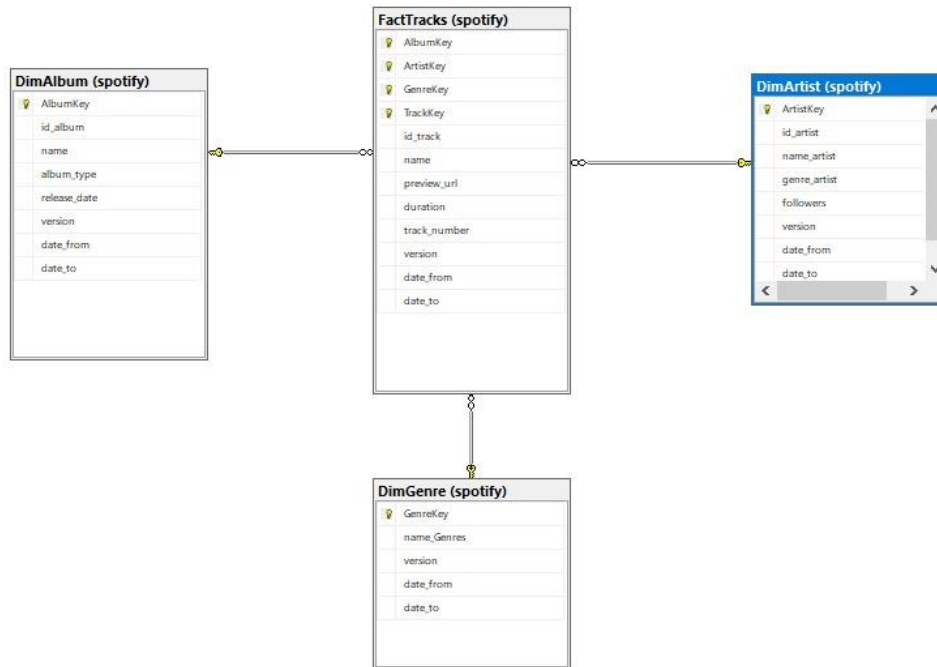 FactTracks (spotify)
AlbumKey
ArtistKey
GenreKey
TrackKey
id_track
name
preview_url
duration
track_number
version
date_from
date_to
DimAlbum (spotify)
AlbumKey
id_album
name
album_type
release_date
version
date_from
date_to
DimArtist (spotify)
ArtistKey
id_artist
name_artist
genre_artist
followers
version
date_from
date_to
DimGenre (spotify)
GenreKey
name_Genres
version
date_from
date_to